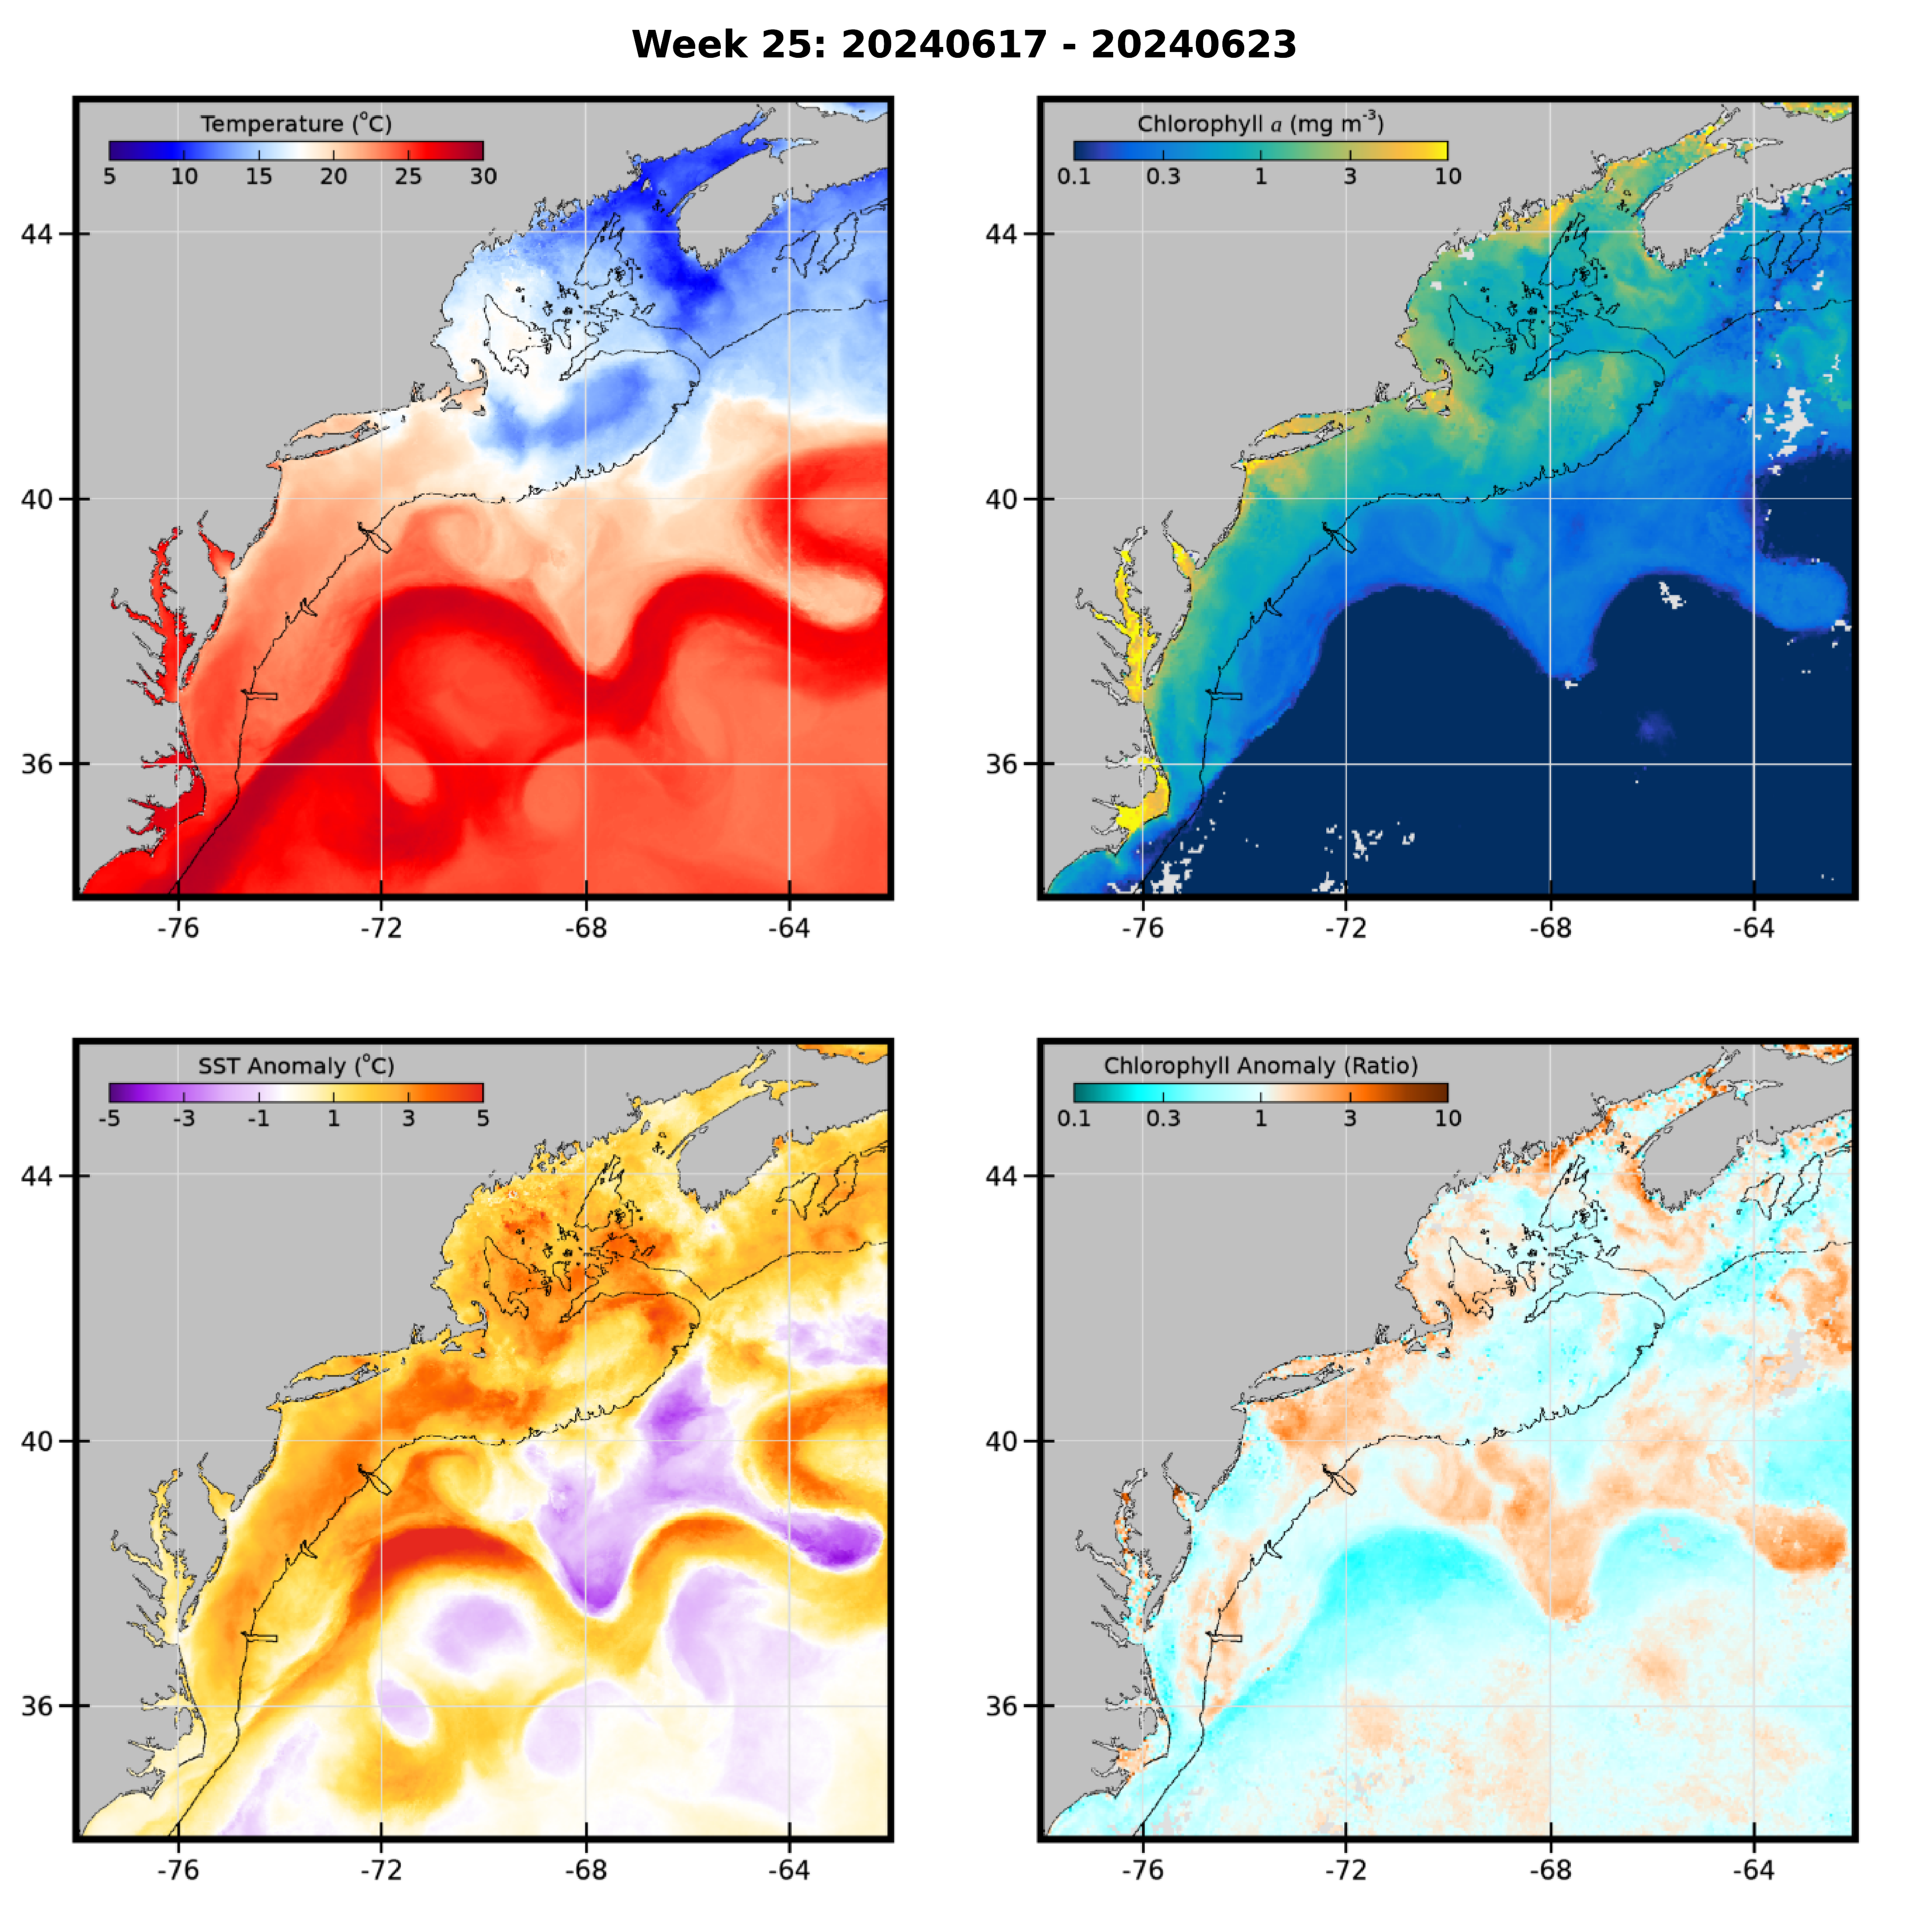 Week 25: 20240617 - 20240623
Temperature (°C)
5 10 15 20 25 30
44
40
36
-76 -72 -68 -64
Chlorophyll a (mg m⁻³)
0.1 0.3 1 3 10
44
40
36
-76 -72 -68 -64
SST Anomaly (°C)
-5 -3 -1 1 3 5
44
40
36
-76 -72 -68 -64
Chlorophyll Anomaly (Ratio)
0.1 0.3 1 3 10
44
40
36
-76 -72 -68 -64